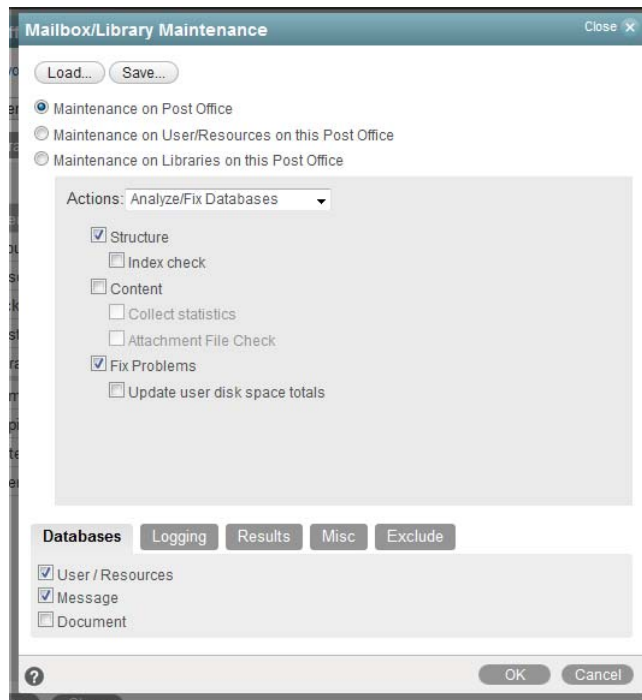 Mailbox/Library Maintenance
Close x
Load... Save...
Maintenance on Post Office
Maintenance on User/Resources on this Post Office
Maintenance on Libraries on this Post Office
Actions: Analyze/Fix Databases
Structure
Index check
Content
Collect statistics
Attachment File Check
Fix Problems
Update user disk space totals
Databases Logging Results Misc Exclude
User / Resources
Message
Document
? OK Cancel